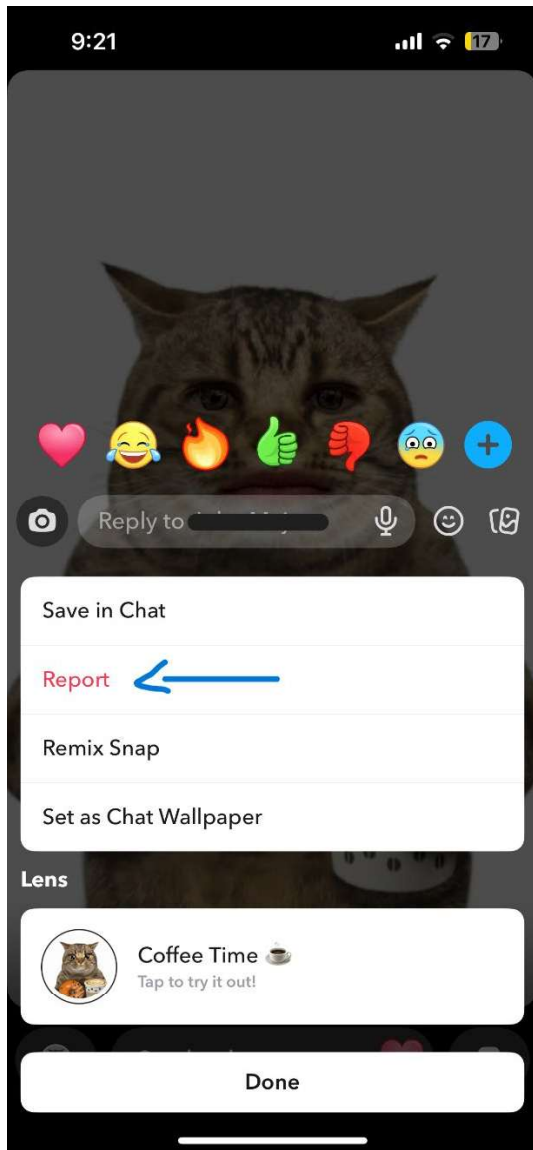 9:21
17
Reply to
Save in Chat
Report
Remix Snap
Set as Chat Wallpaper
Lens
Coffee Time ☕
Tap to try it out!
Done